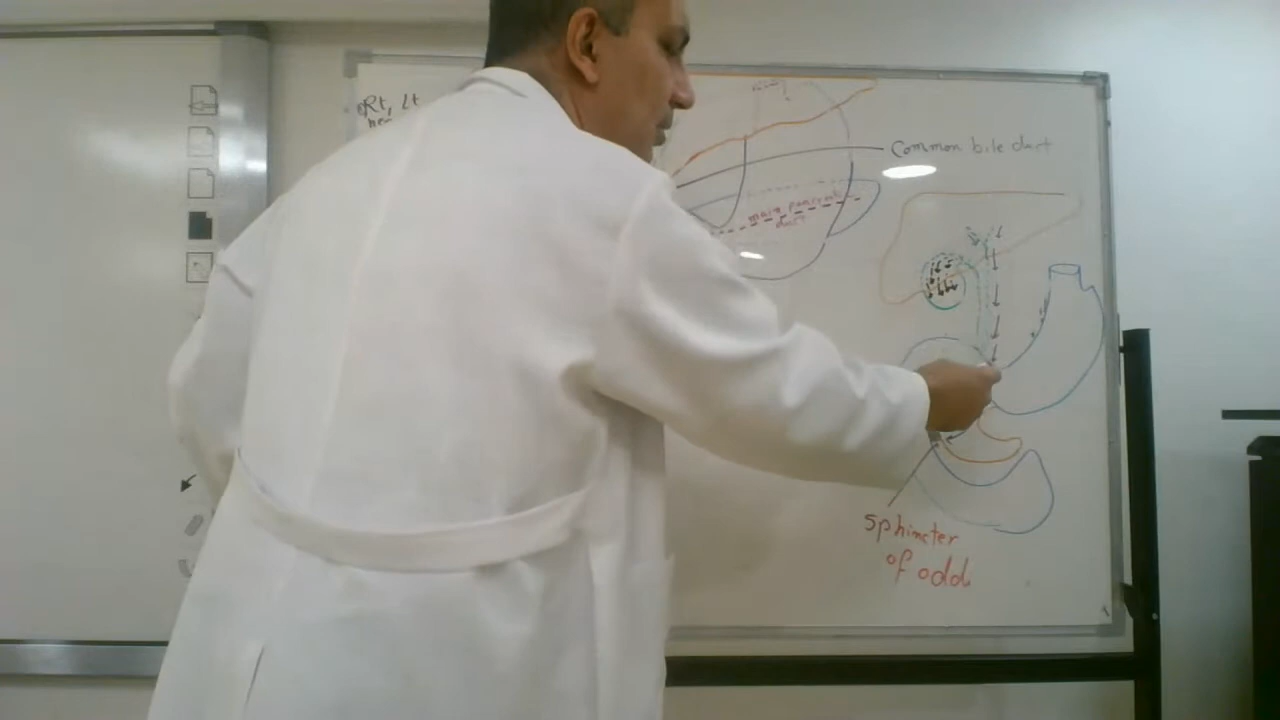 Rt, Lt
Common bile duct
main pancreatic
duct
Sphincter
of oddi